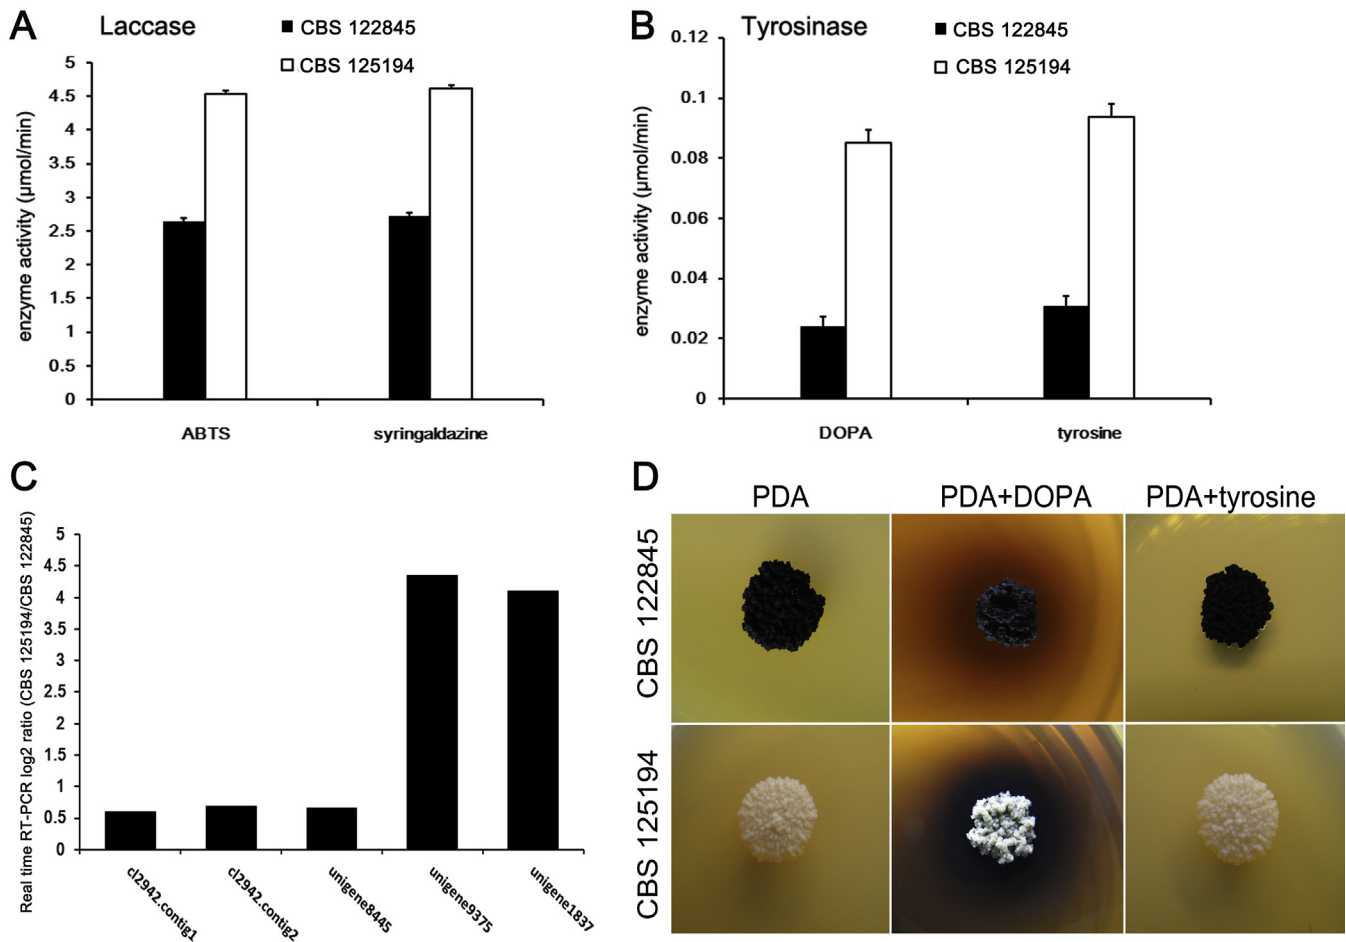 A
Laccase
CBS 122845
CBS 125194
enzyme activity (µmol/min)
5
4.5
4
3.5
3
2.5
2
1.5
1
0.5
0
ABTS
syringaldazine
B
Tyrosinase
CBS 122845
CBS 125194
enzyme activity (µmol/min)
0.12
0.1
0.08
0.06
0.04
0.02
0
DOPA
tyrosine
C
Real time RT-PCR log2 ratio (CBS 125194/CBS 122845)
5
4.5
4
3.5
3
2.5
4
1.5
1
0.5
0
cl2942.contig1
cl2942.contig2
unigene8445
unigene9375
unigene1837
D
PDA
PDA+DOPA
PDA+tyrosine
CBS 122845
CBS 125194